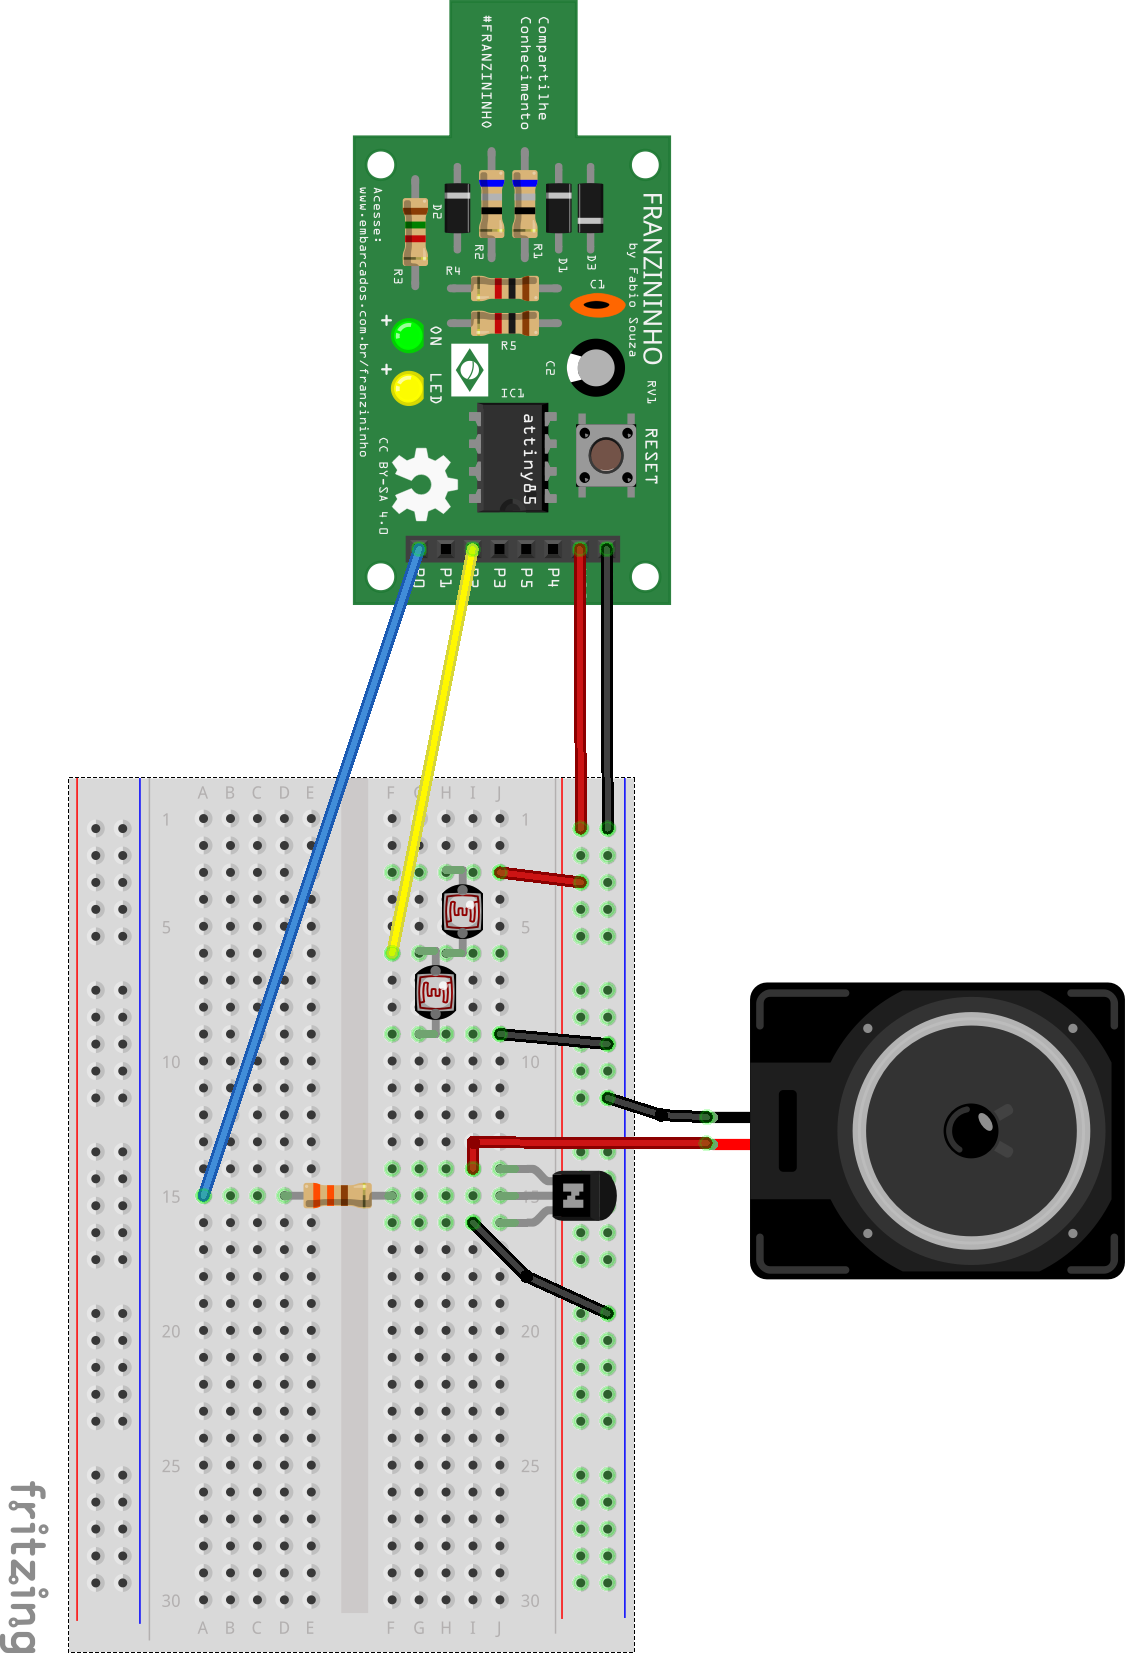 Compartilhe
Conhecimento
#FRANZININHO
FRANZININHO
by Fabio Souza
Acesse:
www.embarcados.com.br/franzininho
D2
R2
R1
D1
D3
R3
R4
C1
R5
ON
+
LED
+
C2
RV1
IC1
attiny85
RESET
CC BY-SA 4.0
P0
P1
P2
P3
P5
P4
A B C D E F G H I J
1 1
5
5
10 10
15 15
N
20 20
25 25
30 30
A B C D E F G H I J
fritzing